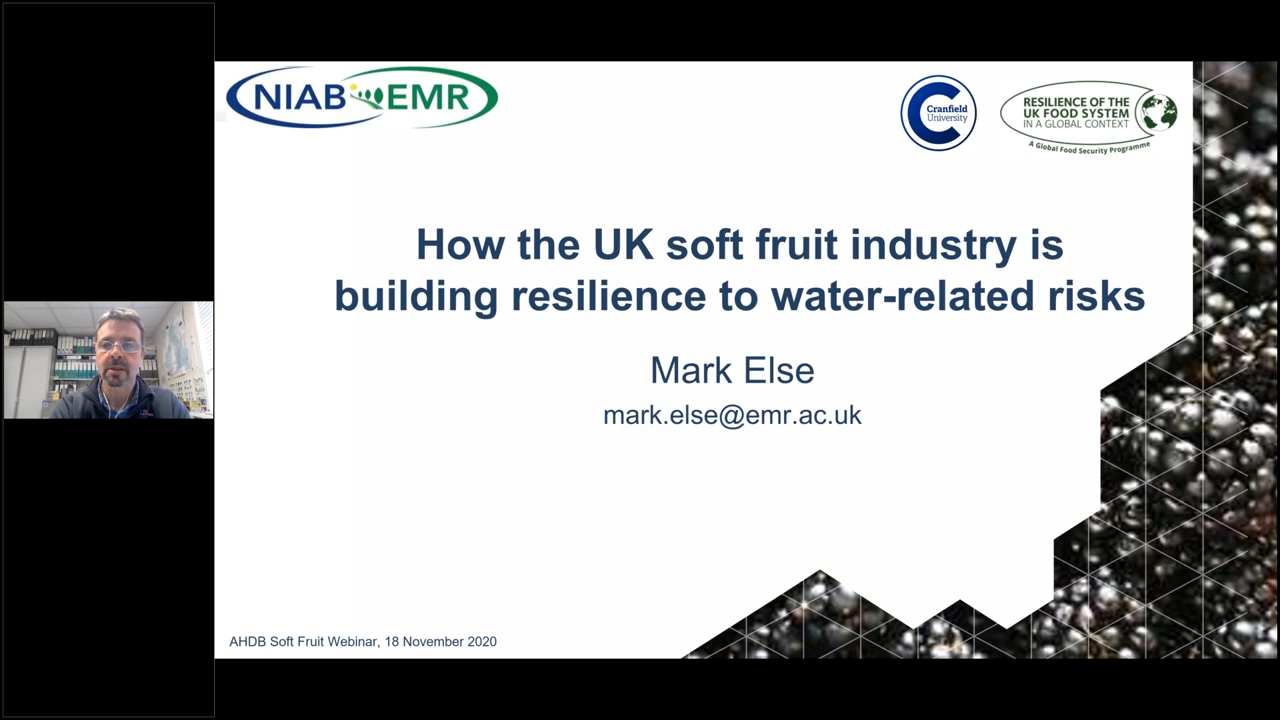 NIAB EMR
Cranfield
University
RESILIENCE OF THE
UK FOOD SYSTEM
IN A GLOBAL CONTEXT
A Global Food Security Programme
How the UK soft fruit industry is
building resilience to water-related risks
Mark Else
mark.else@emr.ac.uk
AHDB Soft Fruit Webinar, 18 November 2020